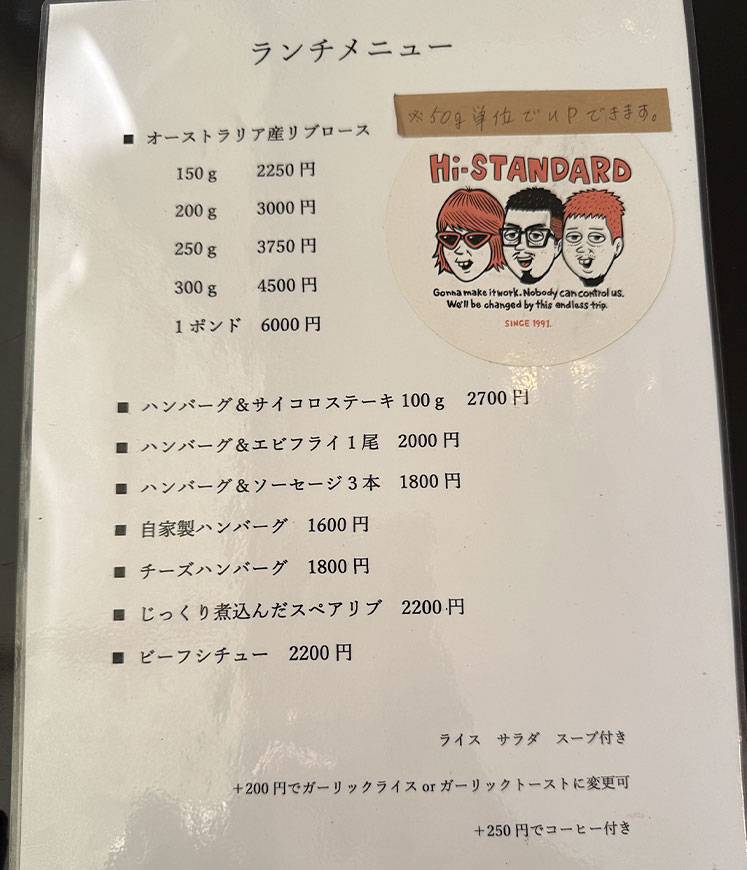 ランチメニュー
※50g単位でUPできます。
■ オーストラリア産リブロース
150g 2250円
200g 3000円
250g 3750円
300g 4500円
1ポンド 6000円
Hi-STANDARD
Gonna make it work. Nobody can control us.
We'll be changed by this endless trip.
SINCE 1991.
■ ハンバーグ&サイコロステーキ100g 2700円
■ ハンバーグ&エビフライ1尾 2000円
■ ハンバーグ&ソーセージ3本 1800円
■ 自家製ハンバーグ 1600円
■ チーズハンバーグ 1800円
■ じっくり煮込んだスペアリブ 2200円
■ ビーフシチュー 2200円
ライス サラダ スープ付き
+200円でガーリックライスorガーリックトーストに変更可
+250円でコーヒー付き